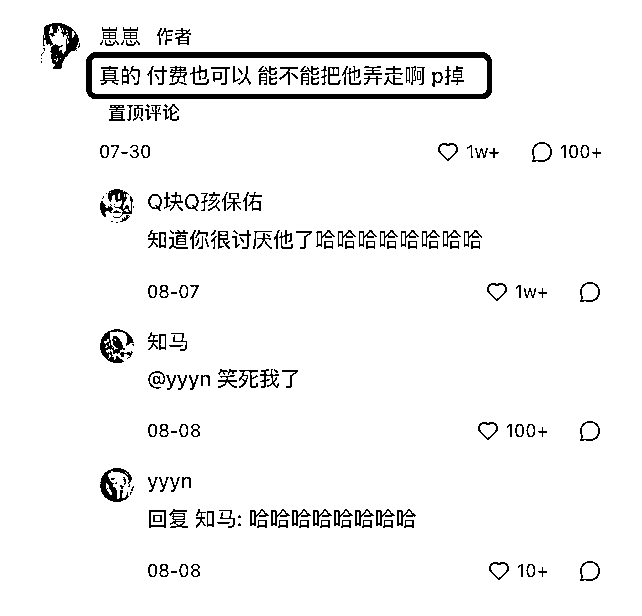 崽崽 作者
真的 付费也可以 能不能把他弄走啊 p掉
置顶评论
07-30 1w+ 100+
Q块Q孩保佑
知道你很讨厌他了哈哈哈哈哈哈哈哈
08-07 1w+
知马
@yyyn 笑死我了
08-08 100+
yyyn
回复 知马: 哈哈哈哈哈哈哈哈
08-08 10+